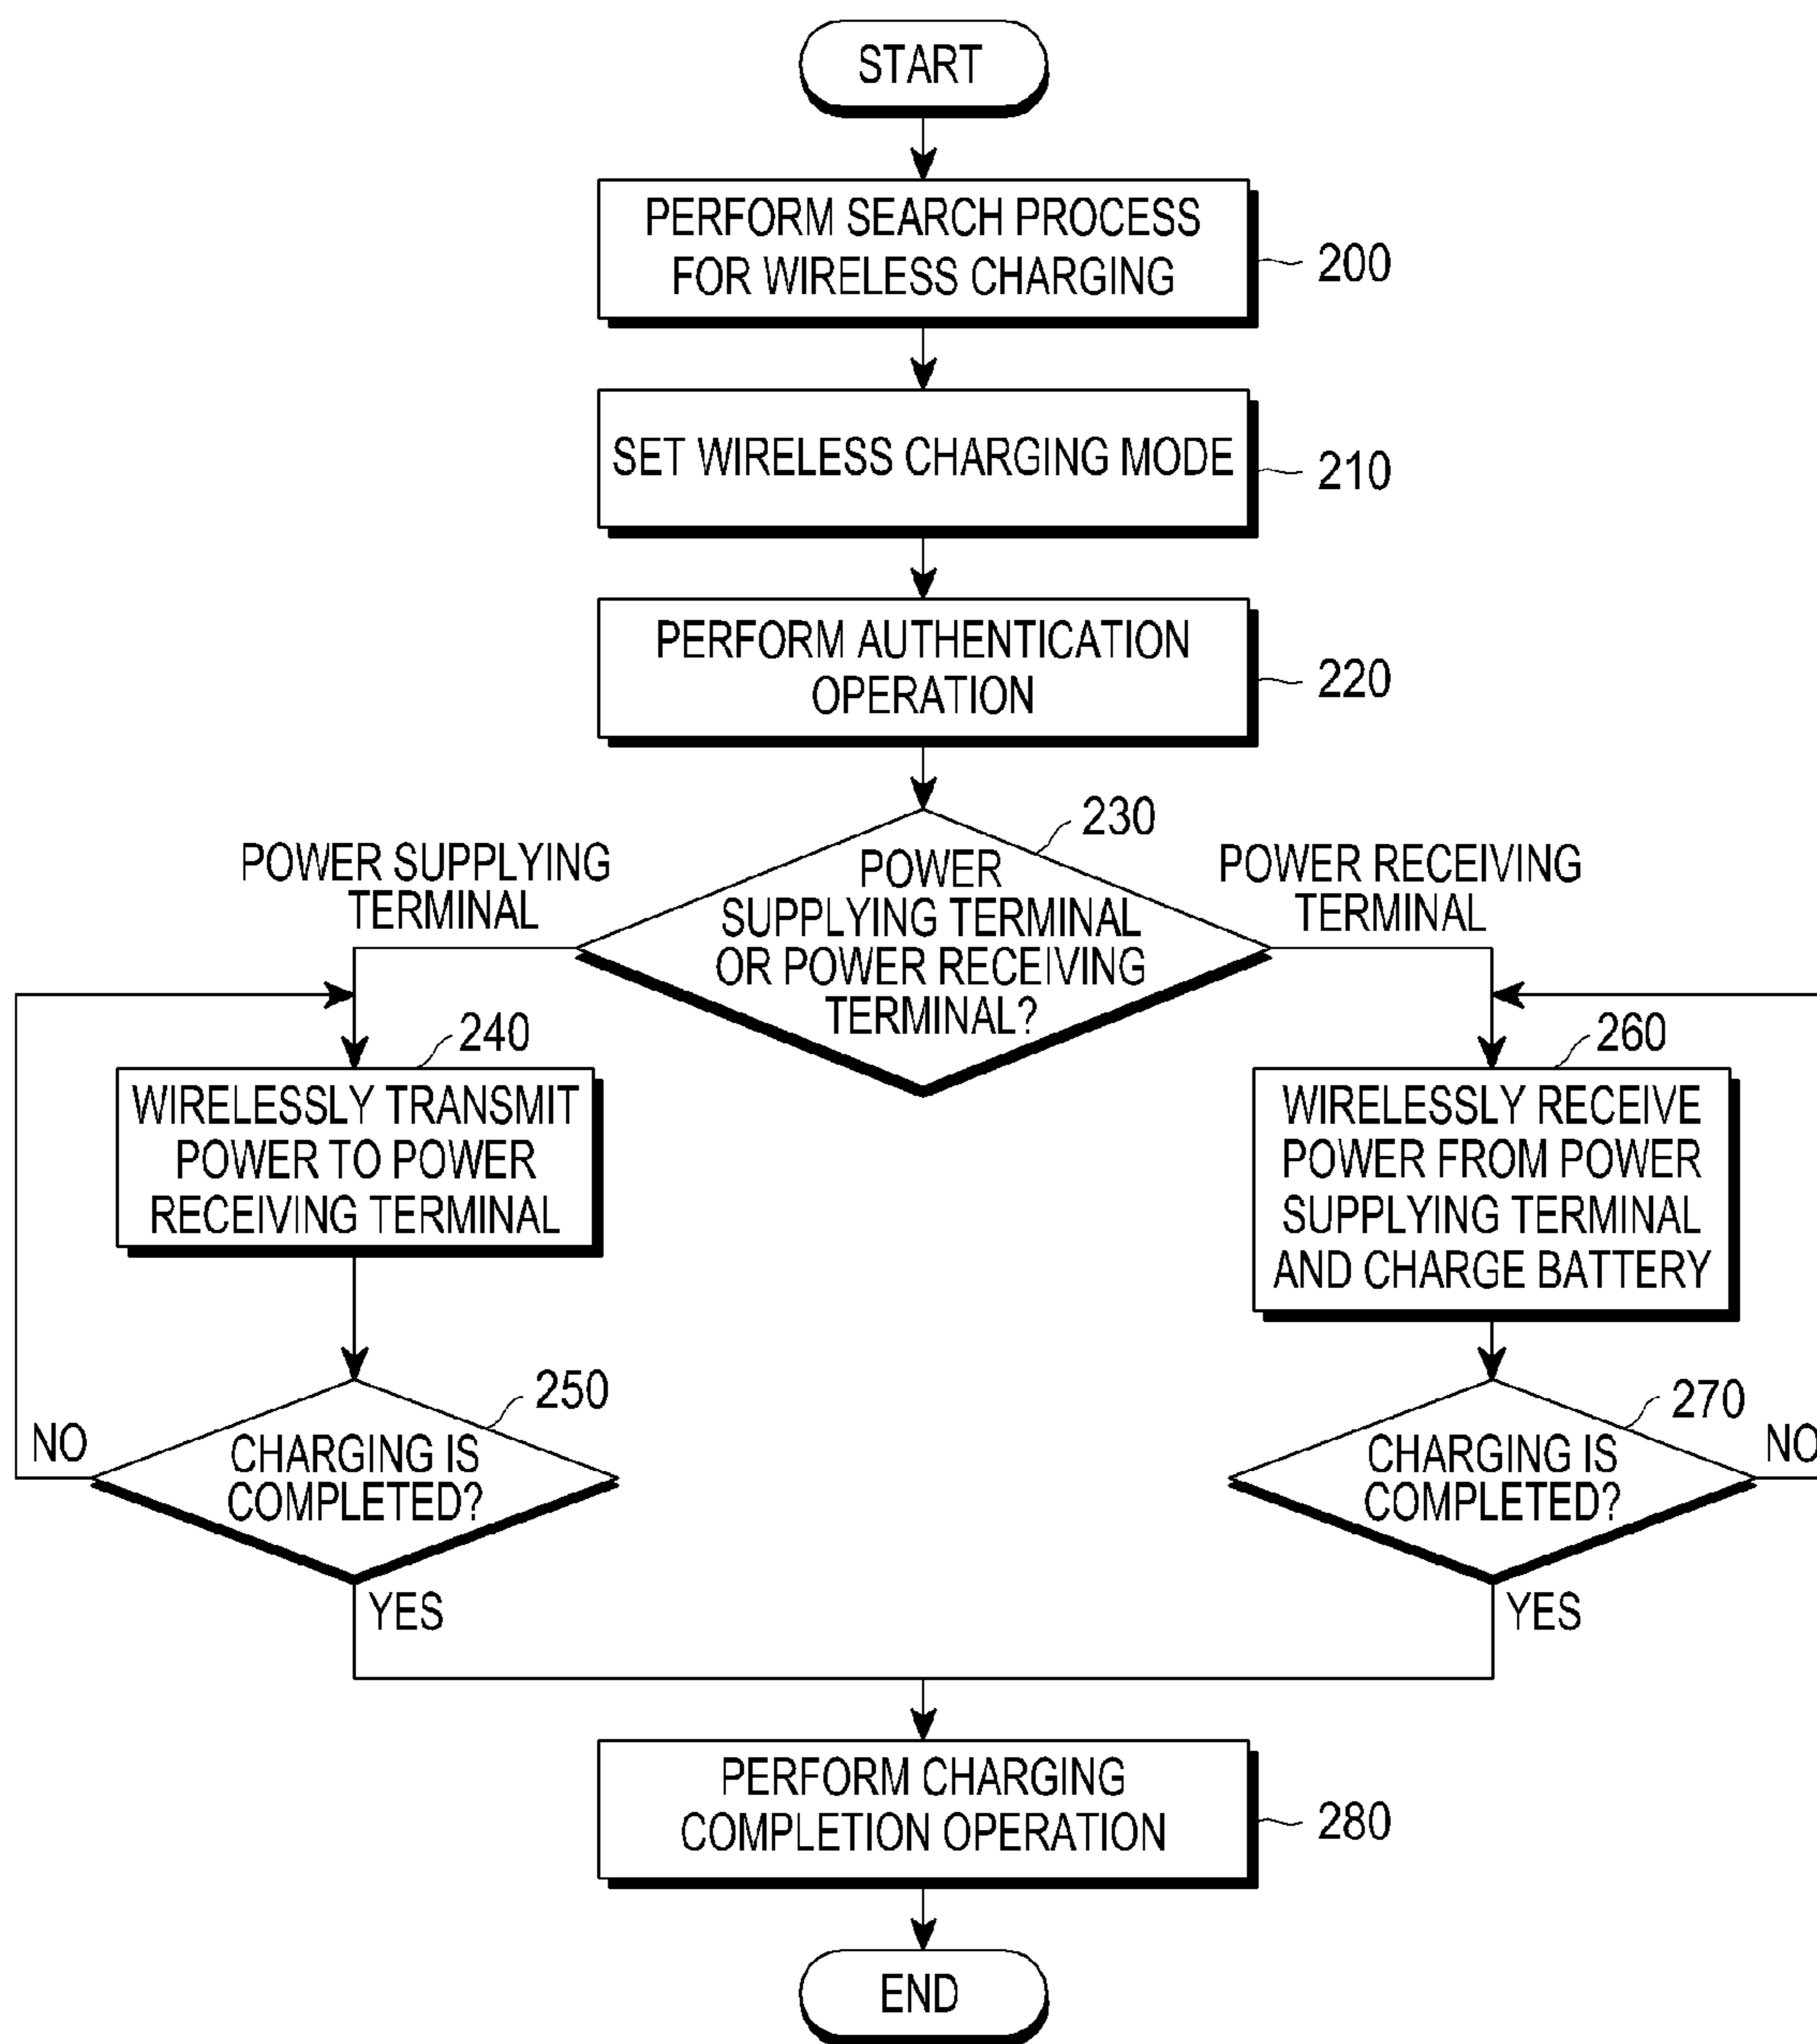 START
PERFORM SEARCH PROCESS
FOR WIRELESS CHARGING
200
SET WIRELESS CHARGING MODE
210
PERFORM AUTHENTICATION
OPERATION
220
230
POWER
SUPPLYING TERMINAL
OR POWER RECEIVING
TERMINAL?
POWER SUPPLYING
TERMINAL
POWER RECEIVING
TERMINAL
240
WIRELESSLY TRANSMIT
POWER TO POWER
RECEIVING TERMINAL
260
WIRELESSLY RECEIVE
POWER FROM POWER
SUPPLYING TERMINAL
AND CHARGE BATTERY
250
NO
CHARGING IS
COMPLETED?
YES
270
CHARGING IS
COMPLETED?
NO
YES
PERFORM CHARGING
COMPLETION OPERATION
280
END